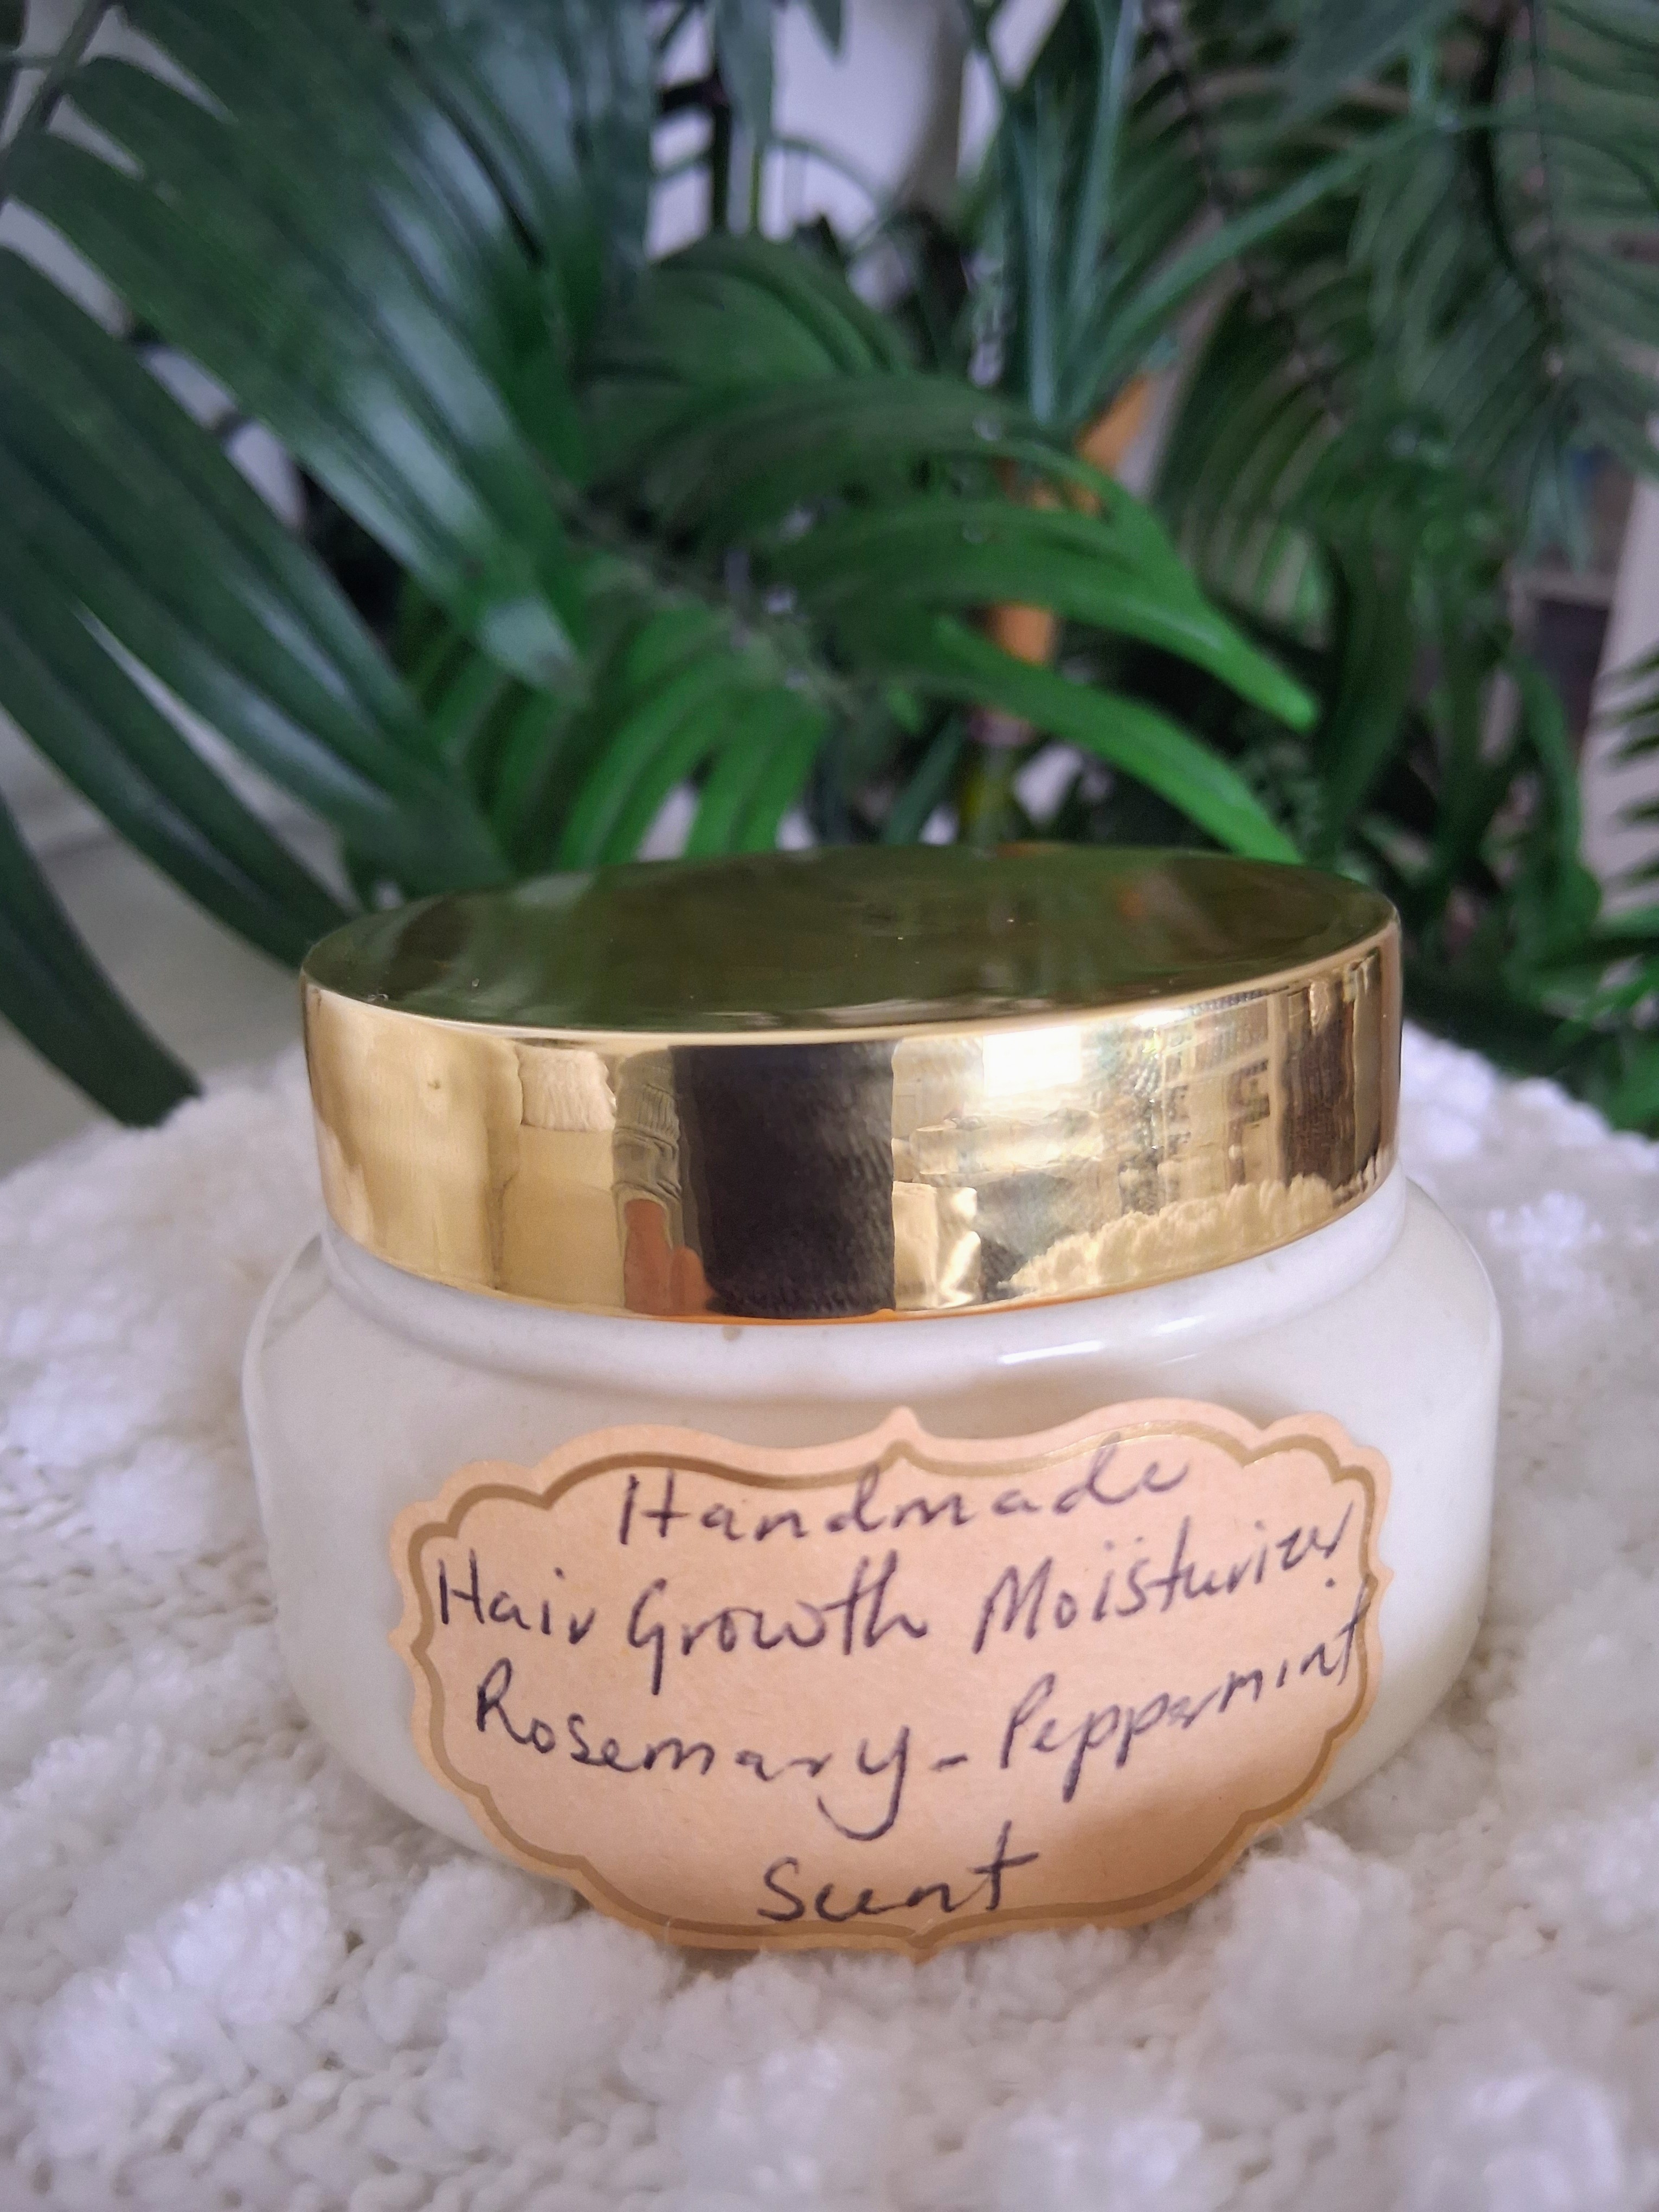 Handmade
Hair Growth Moisturizer
Rosemary-Peppermint
Scent